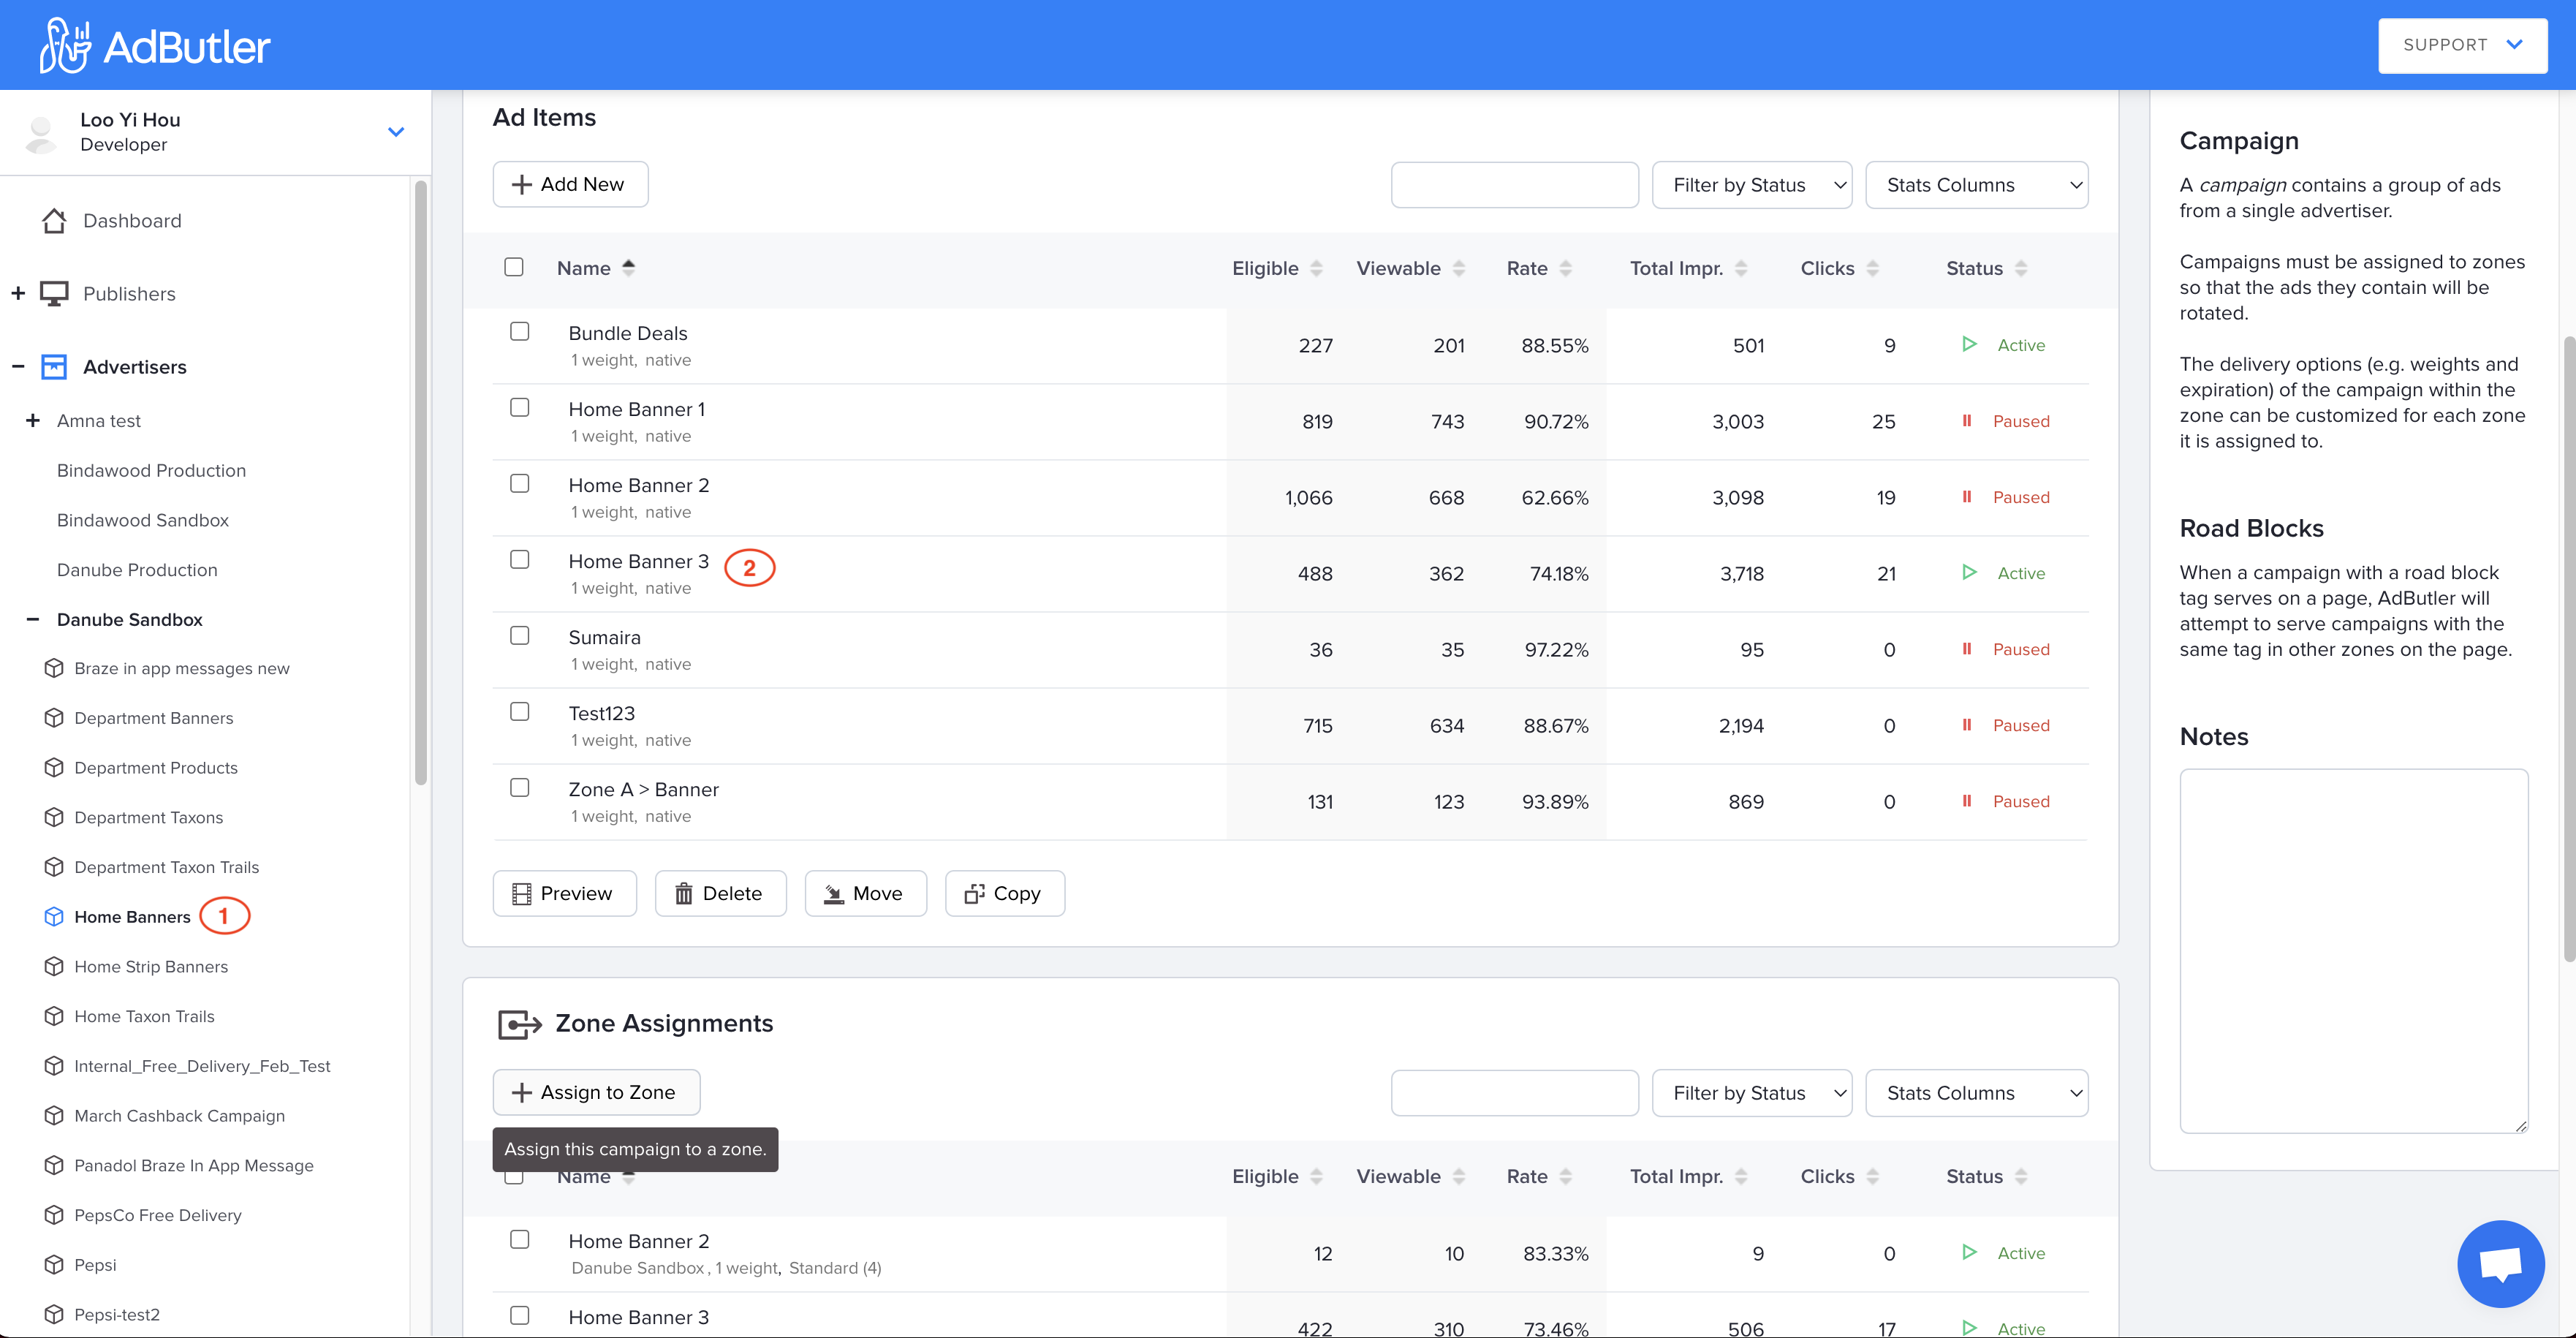 AdButler
SUPPORT
Loo Yi Hou
Developer
Dashboard
Publishers
Advertisers
Amna test
Bindawood Production
Bindawood Sandbox
Danube Production
Danube Sandbox
Braze in app messages new
Department Banners
Department Products
Department Taxons
Department Taxon Trails
Home Banners 1
Home Strip Banners
Home Taxon Trails
Internal_Free_Delivery_Feb_Test
March Cashback Campaign
Panadol Braze In App Message
PepsCo Free Delivery
Pepsi
Pepsi-test2
Ad Items
Add New
Filter by Status
Stats Columns
Name Eligible Viewable Rate Total Impr. Clicks Status
Bundle Deals
1 weight, native
227 201 88.55% 501 9 Active
Home Banner 1
1 weight, native
819 743 90.72% 3,003 25 Paused
Home Banner 2
1 weight, native
1,066 668 62.66% 3,098 19 Paused
Home Banner 3 2
1 weight, native
488 362 74.18% 3,718 21 Active
Sumaira
1 weight, native
36 35 97.22% 95 0 Paused
Test123
1 weight, native
715 634 88.67% 2,194 0 Paused
Zone A > Banner
1 weight, native
131 123 93.89% 869 0 Paused
Preview
Delete
Move
Copy
Zone Assignments
Assign to Zone
Filter by Status
Stats Columns
Assign this campaign to a zone.
Name Eligible Viewable Rate Total Impr. Clicks Status
Home Banner 2
Danube Sandbox , 1 weight, Standard (4)
12 10 83.33% 9 0 Active
Home Banner 3
422 310 73.46% 506 17 Active
Campaign
A campaign contains a group of ads
from a single advertiser.
Campaigns must be assigned to zones
so that the ads they contain will be
rotated.
The delivery options (e.g. weights and
expiration) of the campaign within the
zone can be customized for each zone
it is assigned to.
Road Blocks
When a campaign with a road block
tag serves on a page, AdButler will
attempt to serve campaigns with the
same tag in other zones on the page.
Notes